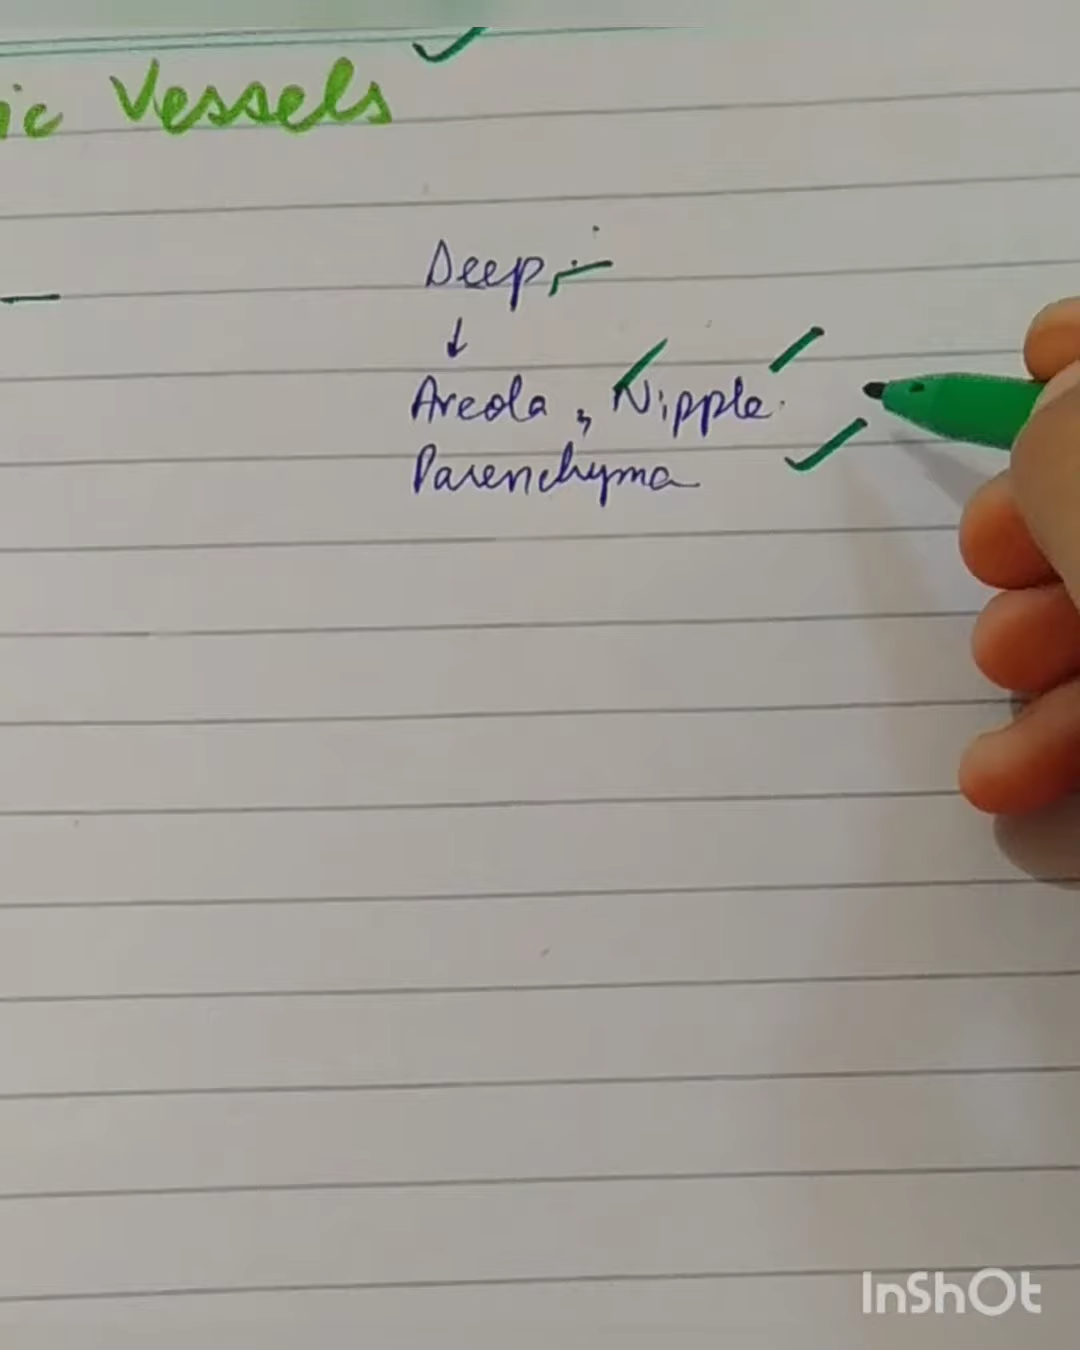 ic Vessels
Deep:-
Areola, Nipple.
Parenchyma
InShOt